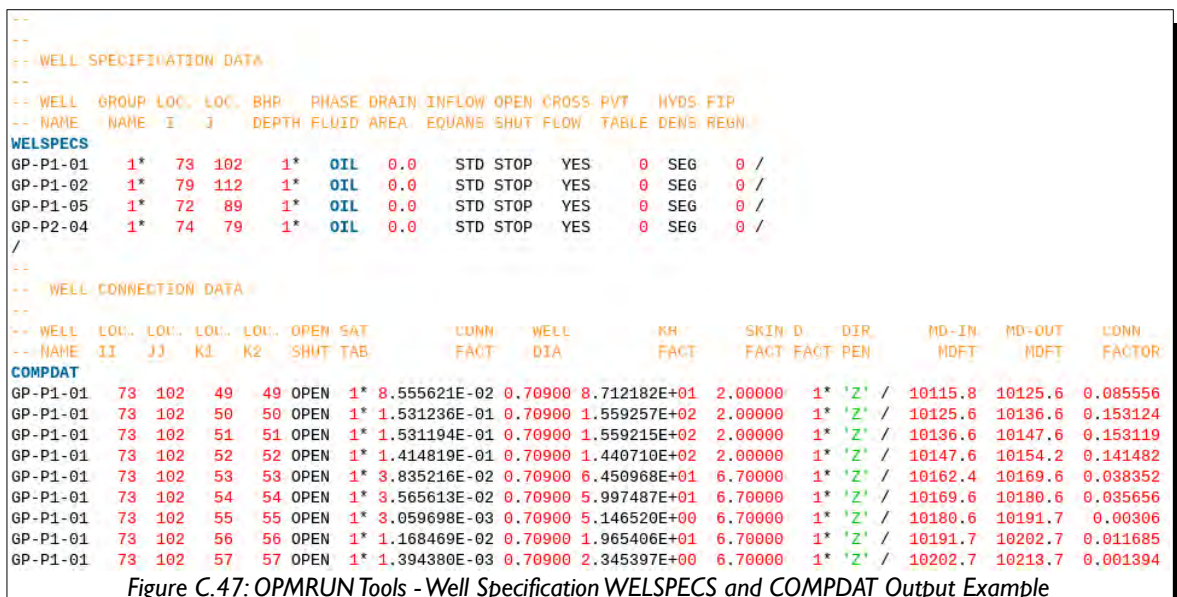 --
--
-- WELL SPECIFICATION DATA
--
-- WELL GROUP LOC. LOC. BHP PHASE DRAIN INFLOW OPEN CROSS PVT HYDS FIP
-- NAME NAME I J DEPTH FLUID AREA EQUANS SHUT FLOW TABLE DENS REGN
WELSPECS
GP-P1-01 1* 73 102 1* OIL 0.0 STD STOP YES 0 SEG 0 /
GP-P1-02 1* 79 112 1* OIL 0.0 STD STOP YES 0 SEG 0 /
GP-P1-05 1* 72 89 1* OIL 0.0 STD STOP YES 0 SEG 0 /
GP-P2-04 1* 74 79 1* OIL 0.0 STD STOP YES 0 SEG 0 /
/
--
-- WELL CONNECTION DATA
--
-- WELL LOC. LOC. LOC. LOC. OPEN SAT CONN WELL KH SKIN D DIR MD-IN MD-OUT CONN
-- NAME II JJ K1 K2 SHUT TAB FACT DIA FACT FACT FACT PEN MDFT MDFT FACTOR
COMPDAT
GP-P1-01 73 102 49 49 OPEN 1* 8.555621E-02 0.70900 8.712182E+01 2.00000 1* 'Z' / 10115.8 10125.6 0.085556
GP-P1-01 73 102 50 50 OPEN 1* 1.531236E-01 0.70900 1.559257E+02 2.00000 1* 'Z' / 10125.6 10136.6 0.153124
GP-P1-01 73 102 51 51 OPEN 1* 1.531194E-01 0.70900 1.559215E+02 2.00000 1* 'Z' / 10136.6 10147.6 0.153119
GP-P1-01 73 102 52 52 OPEN 1* 1.414819E-01 0.70900 1.440710E+02 2.00000 1* 'Z' / 10147.6 10154.2 0.141482
GP-P1-01 73 102 53 53 OPEN 1* 3.835216E-02 0.70900 6.450968E+01 6.70000 1* 'Z' / 10162.4 10169.6 0.038352
GP-P1-01 73 102 54 54 OPEN 1* 3.565613E-02 0.70900 5.997487E+01 6.70000 1* 'Z' / 10169.6 10180.6 0.035656
GP-P1-01 73 102 55 55 OPEN 1* 3.059698E-03 0.70900 5.146520E+00 6.70000 1* 'Z' / 10180.6 10191.7 0.00306
GP-P1-01 73 102 56 56 OPEN 1* 1.168469E-02 0.70900 1.965406E+01 6.70000 1* 'Z' / 10191.7 10202.7 0.011685
GP-P1-01 73 102 57 57 OPEN 1* 1.394380E-03 0.70900 2.345397E+00 6.70000 1* 'Z' / 10202.7 10213.7 0.001394
Figure C.47: OPMRUN Tools - Well Specification WELSPECS and COMPDAT Output Example